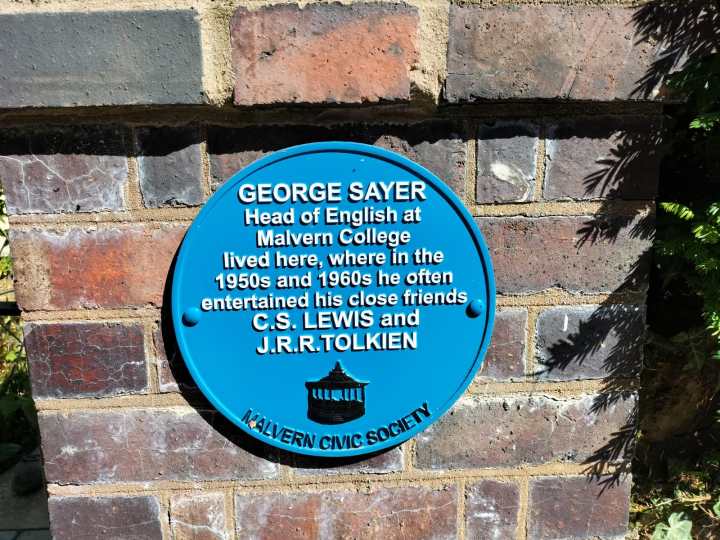 GEORGE SAYER
Head of English at
Malvern College
lived here, where in the
1950s and 1960s he often
entertained his close friends
C.S. LEWIS and
J.R.R.TOLKIEN
MALVERN CIVIC SOCIETY